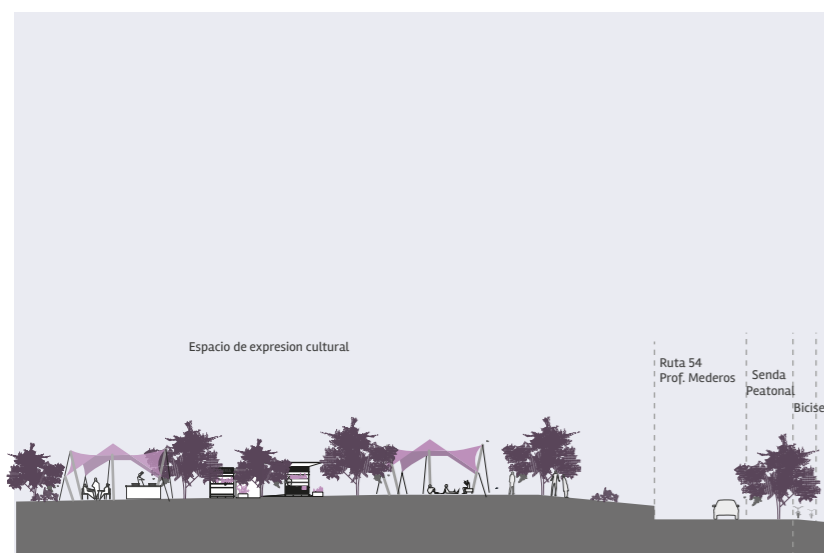 Espacio de expresion cultural
Ruta 54
Prof. Mederos
Senda
Peatonal
Bicise